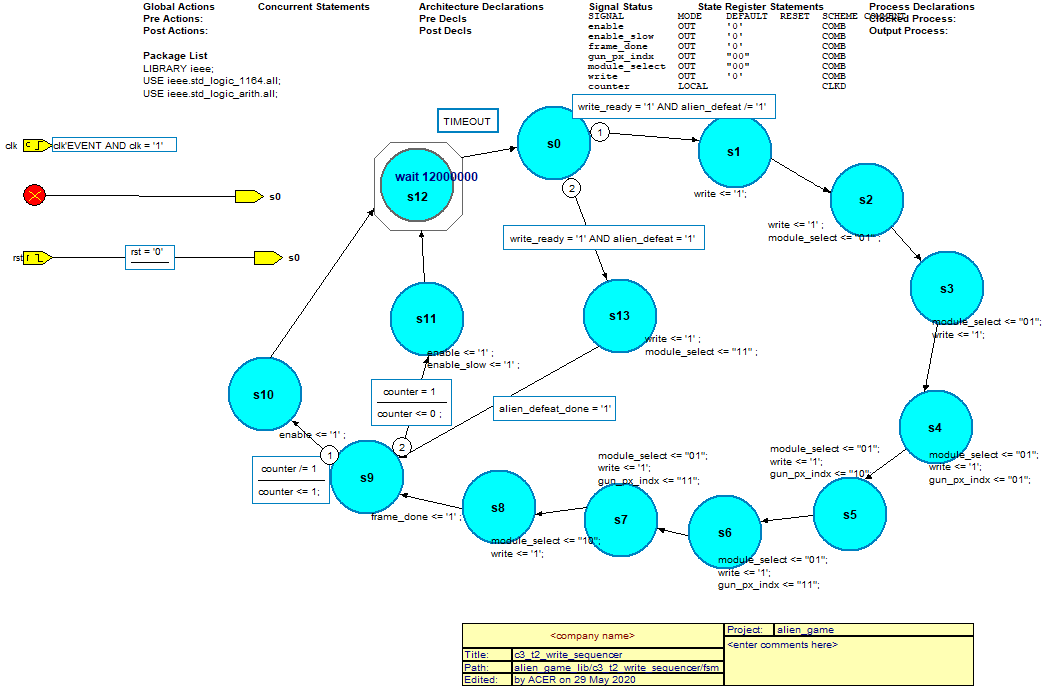 Global Actions
Pre Actions:
Post Actions:
Concurrent Statements
Architecture Declarations
Pre Decls
Post Decls
Signal Status
SIGNAL MODE DEFAULT RESET SCHEME
enable OUT '0' COMB
enable_slow OUT '0' COMB
frame_done OUT '0' COMB
gun_px_indx OUT "00" COMB
module_select OUT "00" COMB
write OUT '0' COMB
counter LOCAL CLKD
State Register Statements
Process Declarations
Clocked Process:
Output Process:
Package List
LIBRARY ieee;
USE ieee.std_logic_1164.all;
USE ieee.std_logic_arith.all;
clk
clk'EVENT AND clk = '1'
s0
rst
rst = '0'
s0
TIMEOUT
wait 12000000
s12
s0
1
write_ready = '1' AND alien_defeat /= '1'
2
write_ready = '1' AND alien_defeat = '1'
s1
write <= '1';
s2
write <= '1' ;
module_select <= "01" ;
s3
module_select <= "01";
write <= '1';
s4
module_select <= "01";
write <= '1';
gun_px_indx <= "01";
s5
module_select <= "01";
write <= '1';
gun_px_indx <= "10";
s6
module_select <= "01";
write <= '1';
gun_px_indx <= "11";
s7
module_select <= "01";
write <= '1';
gun_px_indx <= "11";
s8
module_select <= "10";
write <= '1';
s9
frame_done <= '1' ;
1
counter /= 1
counter <= 1;
2
counter = 1
counter <= 0 ;
s10
enable <= '1' ;
s11
enable <= '1' ;
enable_slow <= '1' ;
s13
write <= '1' ;
module_select <= "11" ;
alien_defeat_done = '1'
<company name>
Title: c3_t2_write_sequencer
Path: alien_game_lib/c3_t2_write_sequencer/fsm
Edited: by ACER on 29 May 2020
Project: alien_game
<enter comments here>